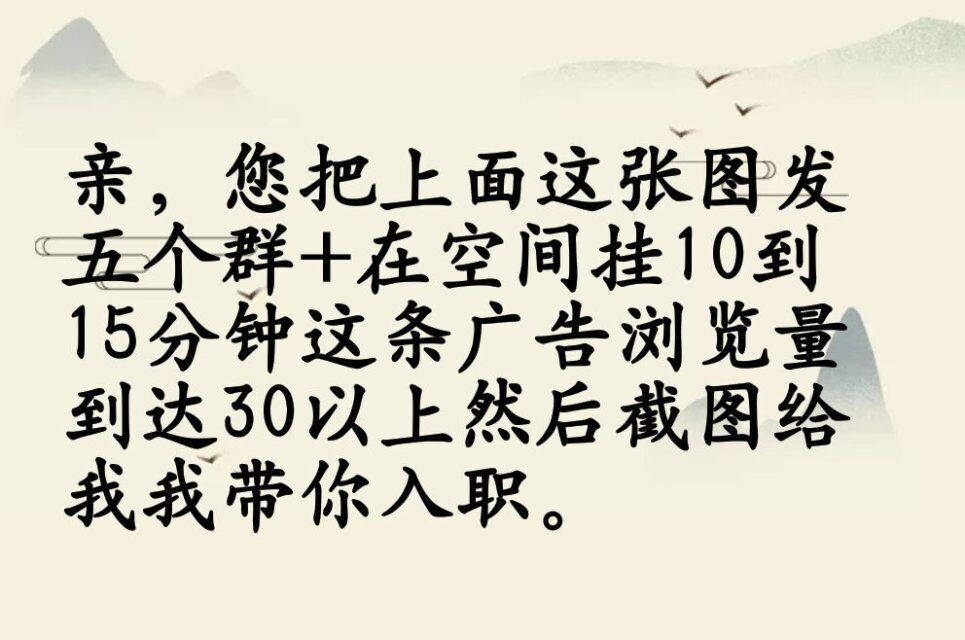 亲，您把上面这张图发
五个群+在空间挂10到
15分钟这条广告浏览量
到达30以上然后截图给
我我带你入职。